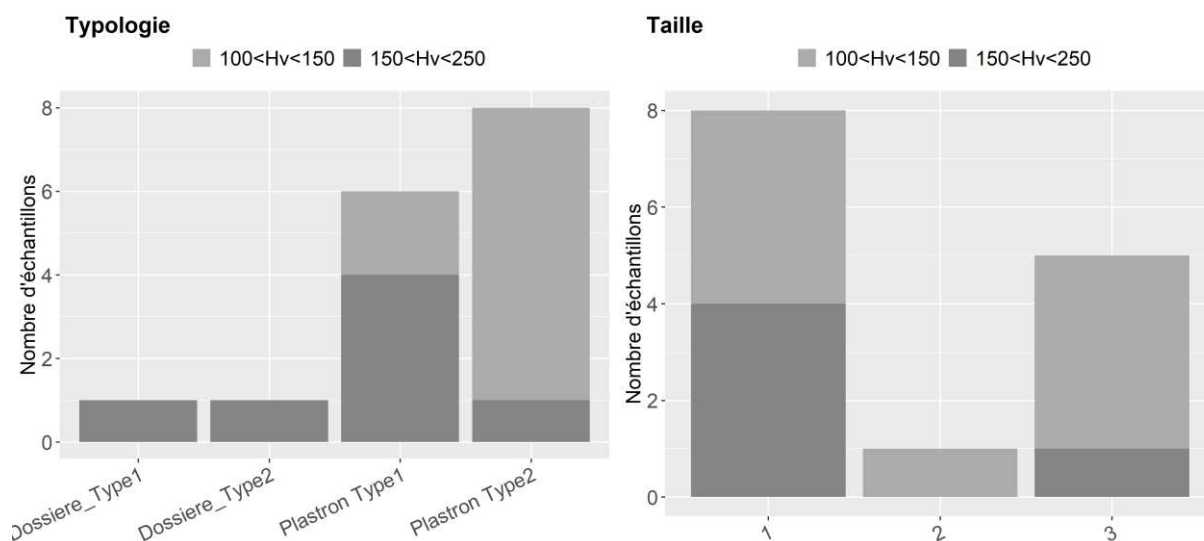 Typologie
100<Hv<150 150<Hv<250
Nombre d'échantillons
8
6
4
2
0
Dossiere_Type1
Dossiere_Type2
Plastron Type1
Plastron Type2
Taille
100<Hv<150 150<Hv<250
Nombre d'échantillons
8
6
4
2
0
1
2
3